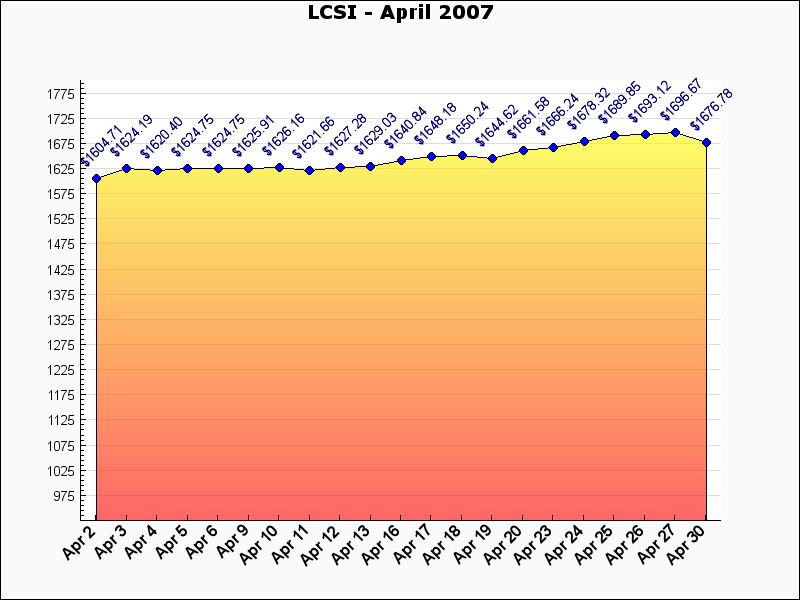 LCSI - April 2007
$1604.71
$1624.19
$1620.40
$1624.75
$1624.75
$1625.91
$1626.16
$1621.66
$1627.28
$1629.03
$1640.84
$1648.18
$1650.24
$1644.62
$1661.58
$1666.24
$1678.32
$1689.85
$1693.12
$1696.67
$1676.78
1775
1725
1675
1625
1575
1525
1475
1425
1375
1325
1275
1225
1175
1125
1075
1025
975
Apr 2
Apr 3
Apr 4
Apr 5
Apr 6
Apr 9
Apr 10
Apr 11
Apr 12
Apr 13
Apr 16
Apr 17
Apr 18
Apr 19
Apr 20
Apr 23
Apr 24
Apr 25
Apr 26
Apr 27
Apr 30